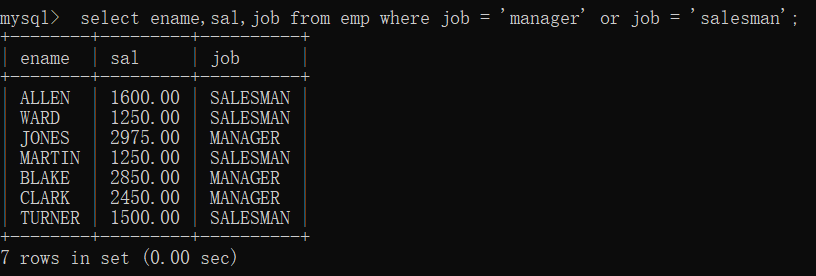 mysql>  select ename,sal,job from emp where job = 'manager' or job = 'salesman';
+--------+---------+----------+
| ename  | sal     | job      |
+--------+---------+----------+
| ALLEN  | 1600.00 | SALESMAN |
| WARD   | 1250.00 | SALESMAN |
| JONES  | 2975.00 | MANAGER  |
| MARTIN | 1250.00 | SALESMAN |
| BLAKE  | 2850.00 | MANAGER  |
| CLARK  | 2450.00 | MANAGER  |
| TURNER | 1500.00 | SALESMAN |
+--------+---------+----------+
7 rows in set (0.00 sec)